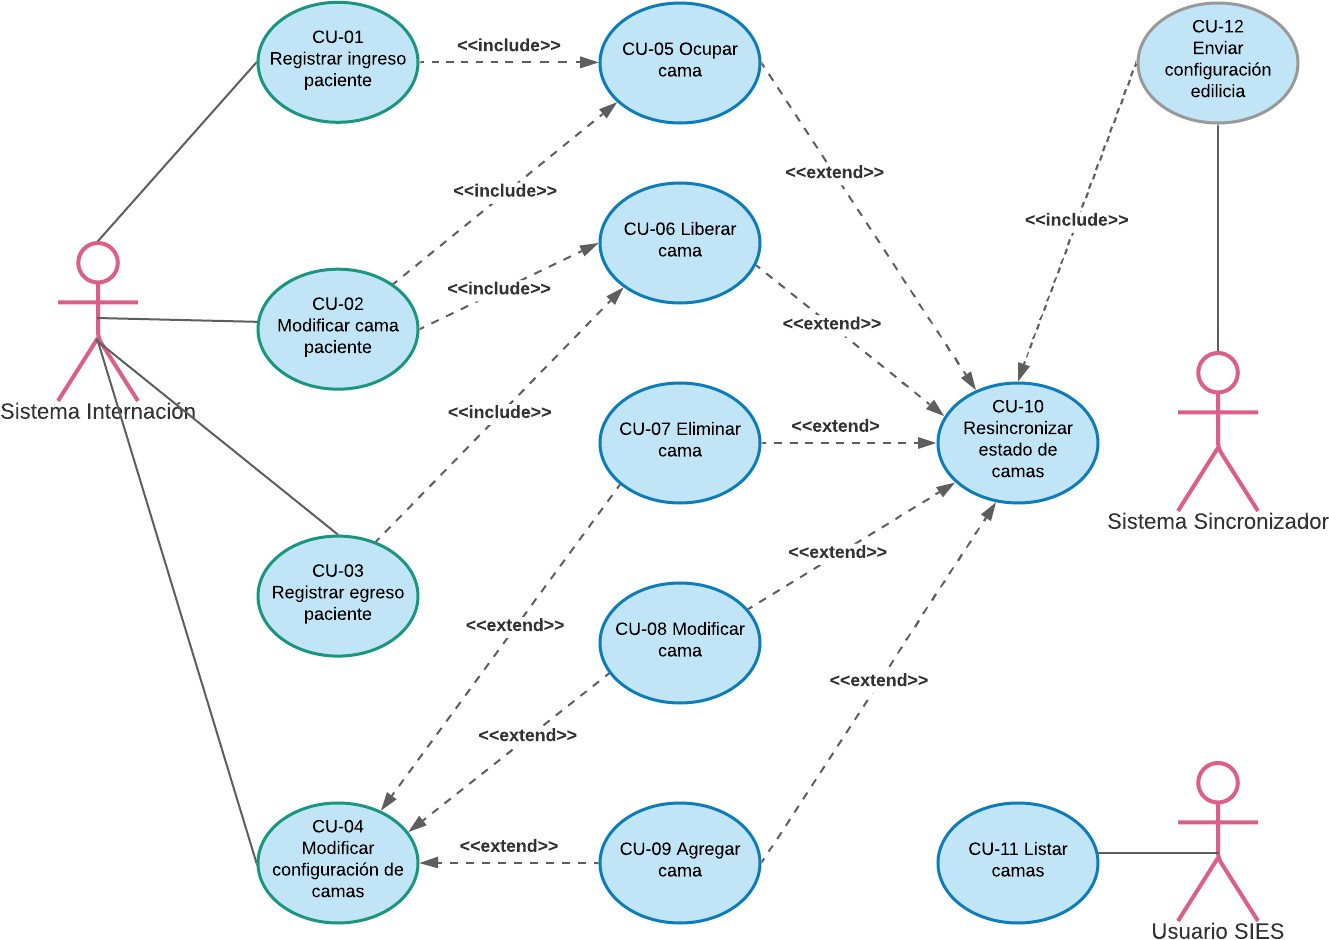 CU-01
Registrar ingreso
paciente
<<include>>
CU-05 Ocupar
cama
CU-12
Enviar
configuración
edilicia
<<extend>>
<<include>>
<<include>>
CU-06 Liberar
cama
CU-02
Modificar cama
paciente
<<include>>
<<extend>>
Sistema Internación
<<include>>
CU-07 Eliminar
cama
<<extend>
CU-10
Resincronizar
estado de
camas
Sistema Sincronizador
CU-03
Registrar egreso
paciente
<<extend>>
<<extend>>
CU-08 Modificar
cama
<<extend>>
<<extend>>
CU-04
Modificar
configuración de
camas
<<extend>>
CU-09 Agregar
cama
CU-11 Listar
camas
Usuario SIES